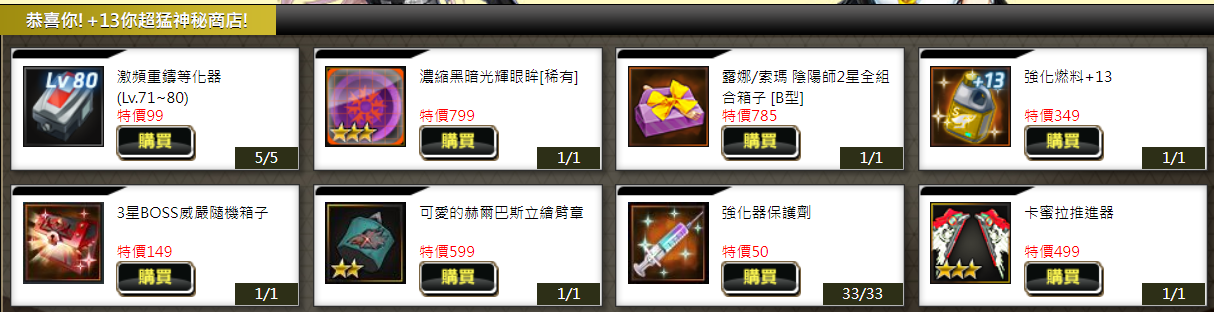 恭喜你! +13你超猛神秘商店!
Lv 80
激頻重鑄等化器
(Lv.71~80)
特價99
購買
5/5
濃縮黑暗光輝眼眸[稀有]
特價799
購買
1/1
露娜/索瑪 陰陽師2星全組
合箱子 [B型]
特價785
購買
1/1
+13
S
強化燃料+13
特價349
購買
1/1
3星BOSS威嚴隨機箱子
特價149
購買
1/1
可愛的赫爾巴斯立繪臂章
特價599
購買
1/1
強化器保護劑
特價50
購買
33/33
卡蜜拉推進器
特價499
購買
1/1